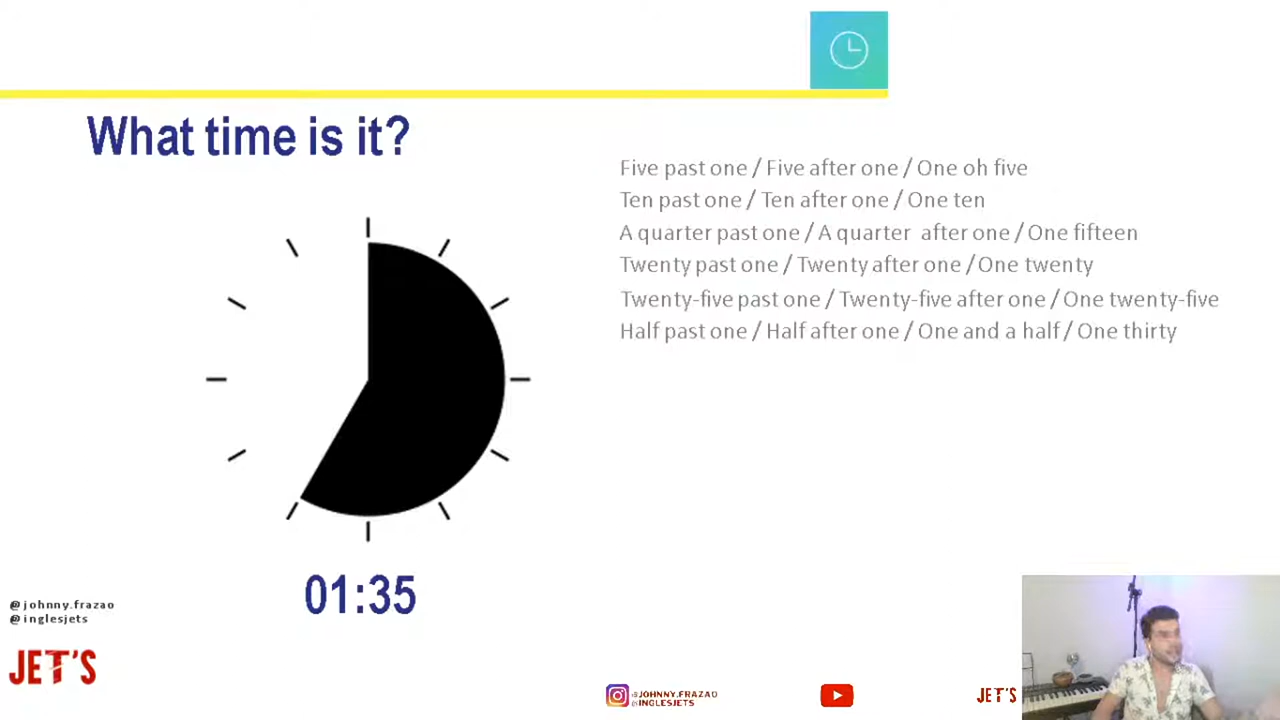 What time is it?
Five past one / Five after one / One oh five
Ten past one / Ten after one / One ten
A quarter past one / A quarter after one / One fifteen
Twenty past one / Twenty after one / One twenty
Twenty-five past one / Twenty-five after one / One twenty-five
Half past one / Half after one / One and a half / One thirty
01:35
@johnny.frazao
@inglesjets
JET'S
@JOHNNY.FRAZAO
@INGLESJETS
JET'S